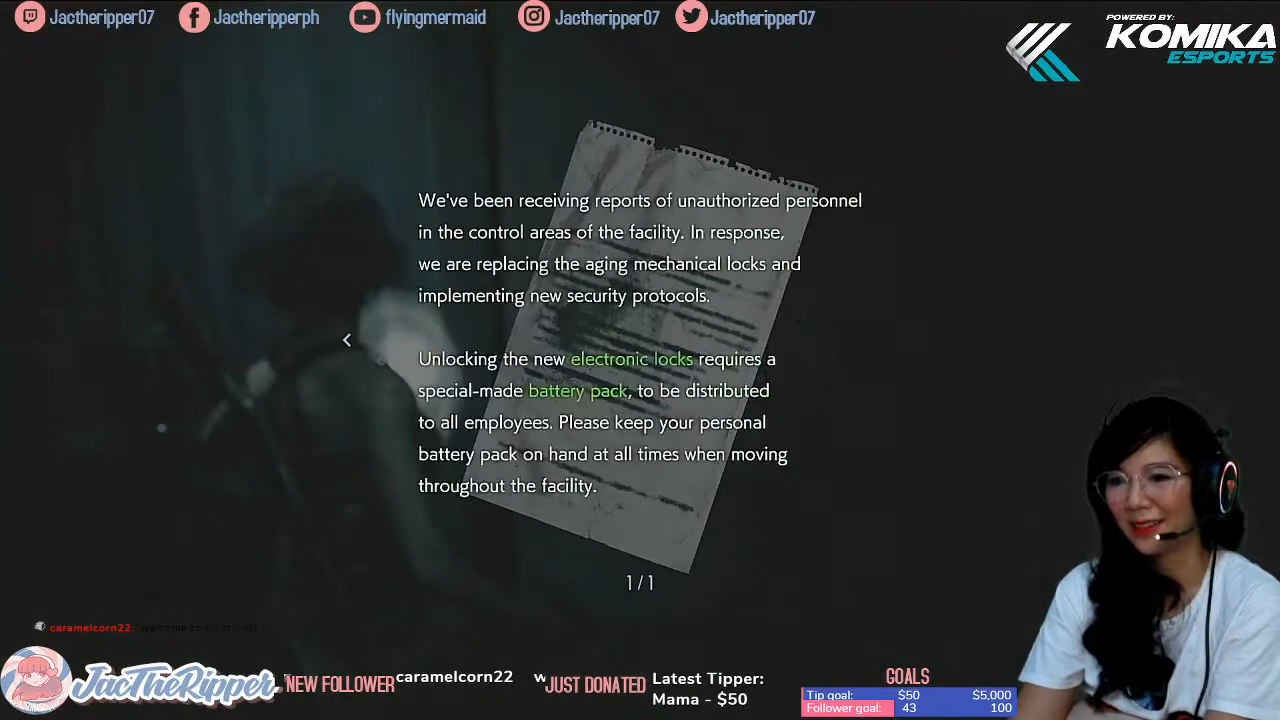 Jactheripper07
Jactheripperph
flyingmermaid
Jactheripper07
Jactheripper07
POWERED BY:
KOMIKA
ESPORTS
We've been receiving reports of unauthorized personnel
in the control areas of the facility. In response,
we are replacing the aging mechanical locks and
implementing new security protocols.
Unlocking the new electronic locks requires a
special-made battery pack, to be distributed
to all employees. Please keep your personal
battery pack on hand at all times when moving
throughout the facility.
1/1
caramelcorn22: welcome to
JacTheRipper
NEW FOLLOWER
caramelcorn22
w
JUST DONATED
Latest Tipper:
Mama - $50
GOALS
Tip goal: $50 $5,000
Follower goal: 43 100